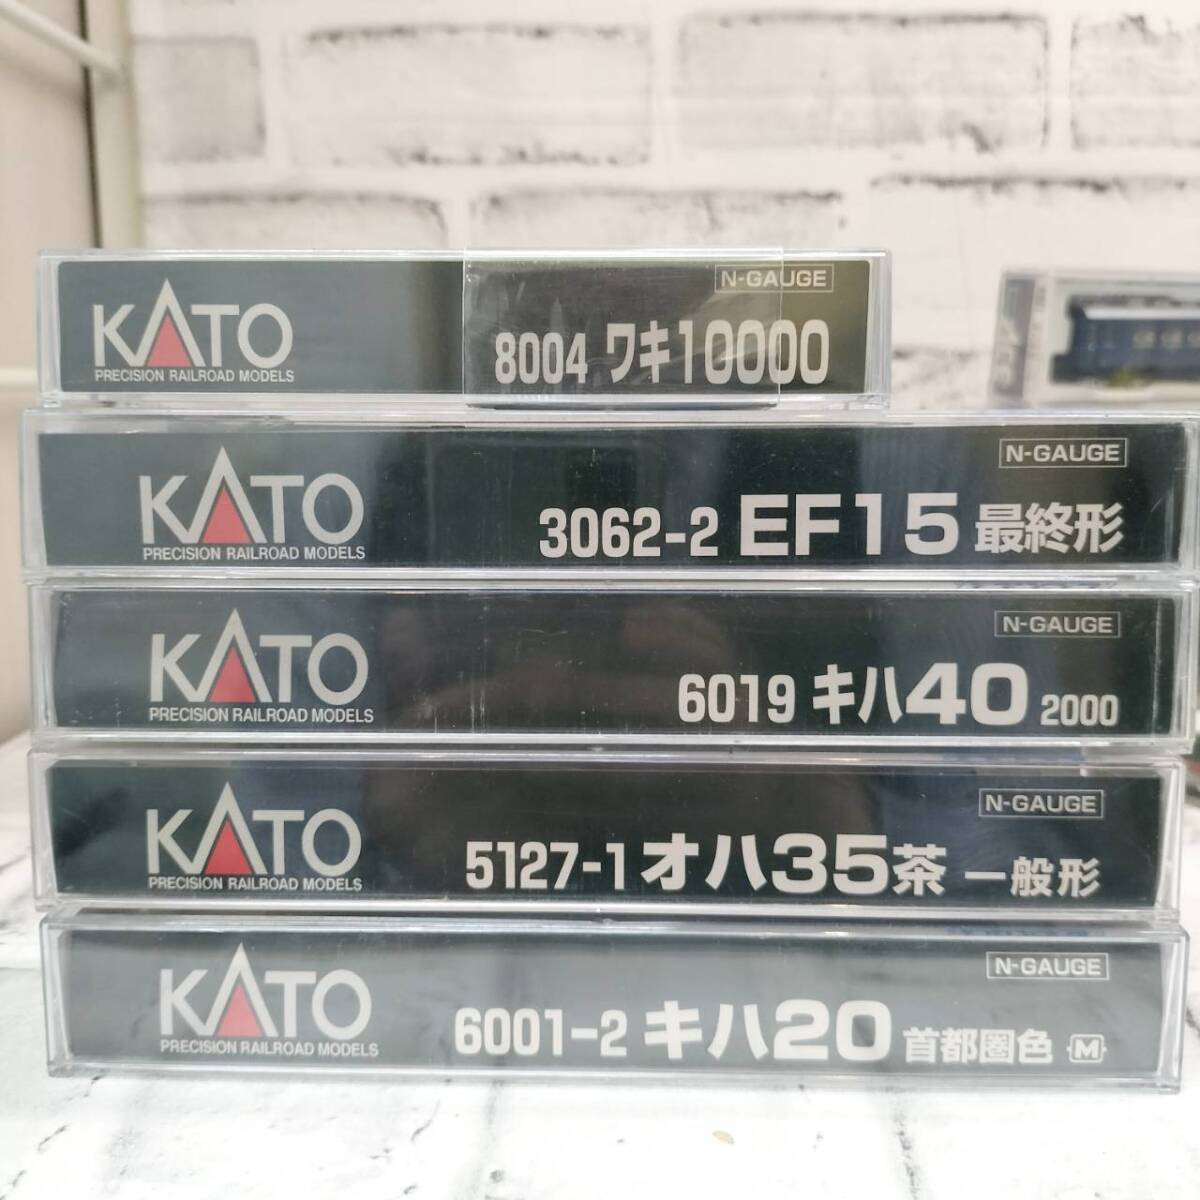 KATO
PRECISION RAILROAD MODELS
N-GAUGE
8004 ワキ10000
KATO
PRECISION RAILROAD MODELS
N-GAUGE
3062-2 EF15 最終形
KATO
PRECISION RAILROAD MODELS
N-GAUGE
6019 キハ40 2000
KATO
PRECISION RAILROAD MODELS
N-GAUGE
5127-1 オハ35茶 一般形
KATO
PRECISION RAILROAD MODELS
N-GAUGE
6001-2 キハ20 首都圏色 M